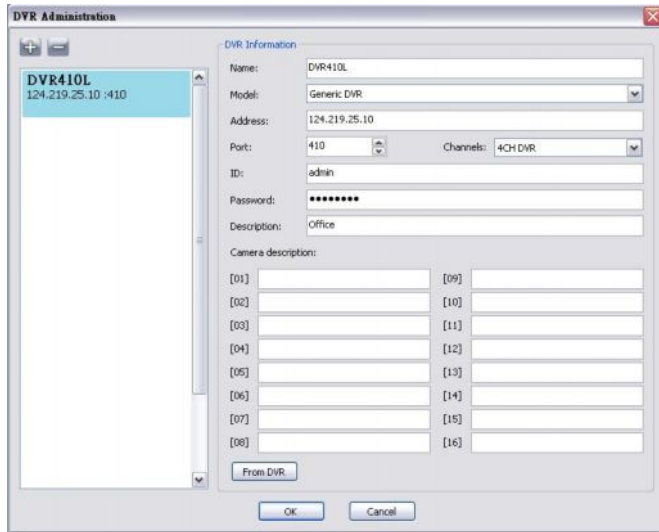 DVR Administration
DVR410L
124.219.25.10 :410
DVR Information
Name: DVR410L
Model: Generic DVR
Address: 124.219.25.10
Port: 410 Channels: 4CH DVR
ID: admin
Password: ••••••••
Description: Office
Camera description:
[01] [09]
[02] [10]
[03] [11]
[04] [12]
[05] [13]
[06] [14]
[07] [15]
[08] [16]
From DVR
OK Cancel